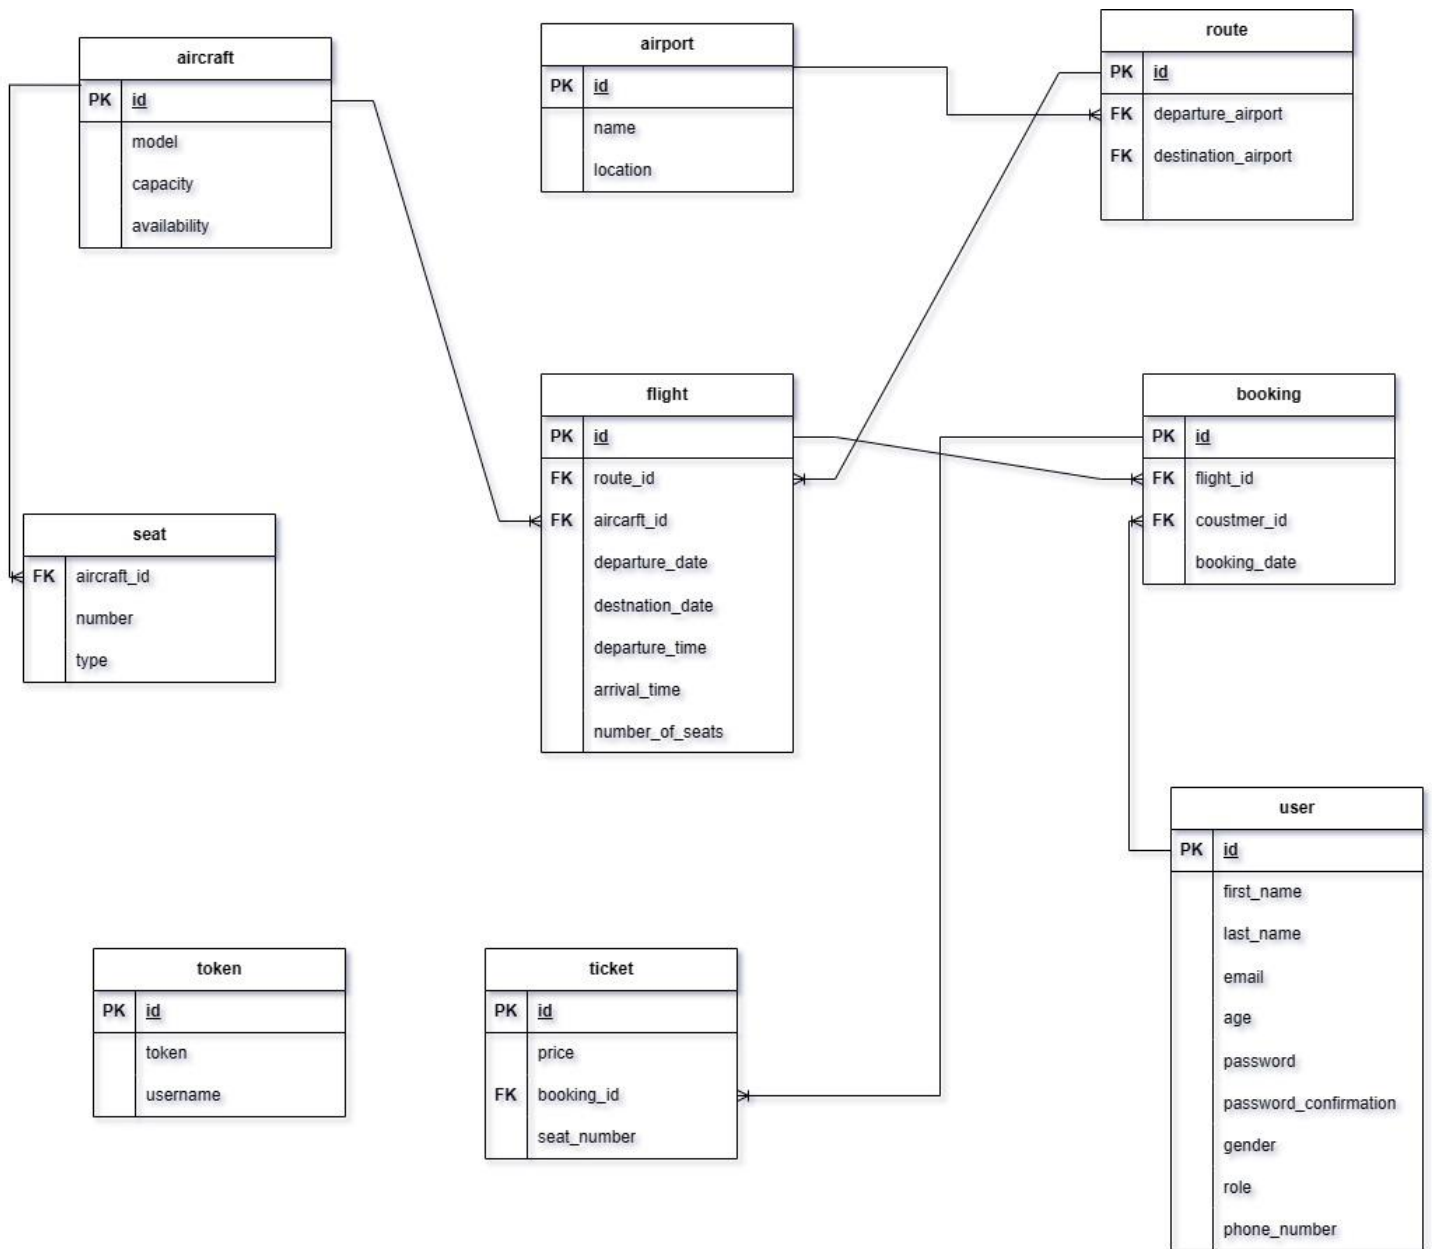 aircraft
PK id
model
capacity
availability
airport
PK id
name
location
route
PK id
FK departure_airport
FK destination_airport
seat
FK aircraft_id
number
type
flight
PK id
FK route_id
FK aircarft_id
departure_date
destnation_date
departure_time
arrival_time
number_of_seats
booking
PK id
FK flight_id
FK coustmer_id
booking_date
user
PK id
first_name
last_name
email
age
password
password_confirmation
gender
role
phone_number
token
PK id
token
username
ticket
PK id
price
FK booking_id
seat_number